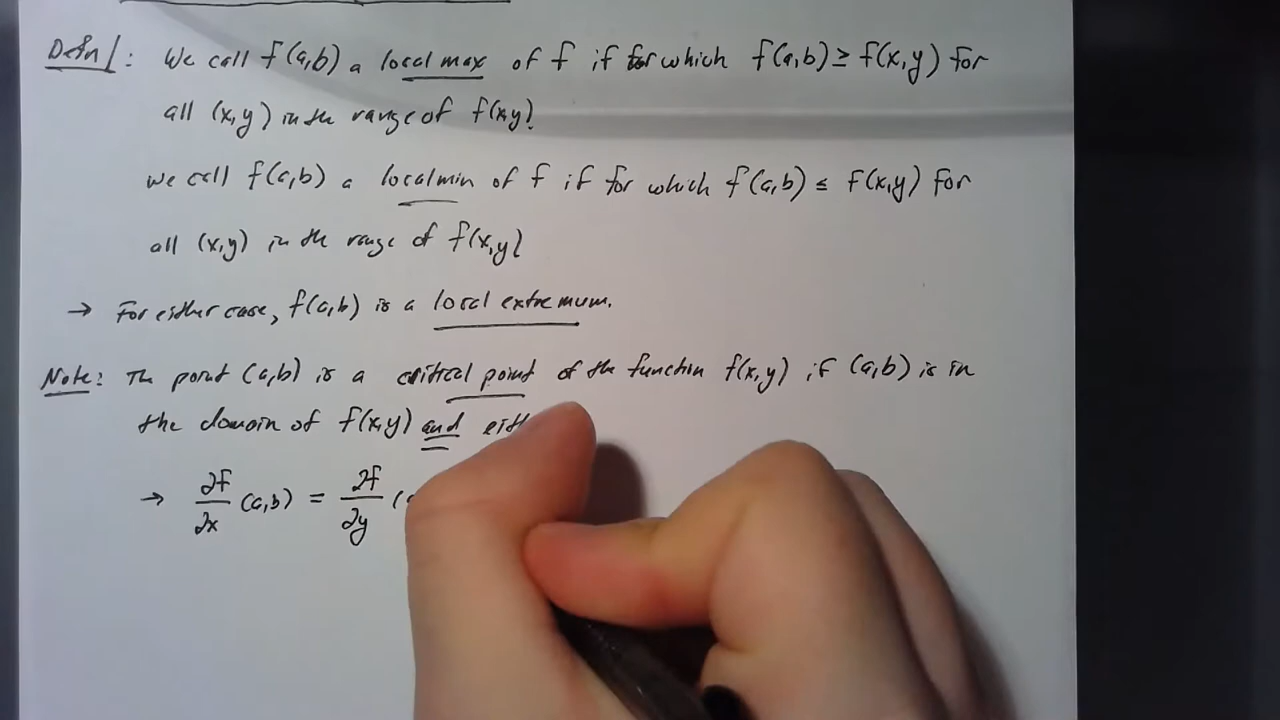 Defn/: We call f(a,b) a local max of f if for which f(a,b) ≥ f(x,y) for
all (x,y) in the range of f(x,y).
we call f(a,b) a local min of f if for which f(a,b) ≤ f(x,y) for
all (x,y) in the range of f(x,y)
→ For either case, f(a,b) is a local extremum.
Note: The point (a,b) is a critical point of the function f(x,y) if (a,b) is in
the domain of f(x,y) and
→ ∂f/∂x (a,b) = ∂f/∂y (